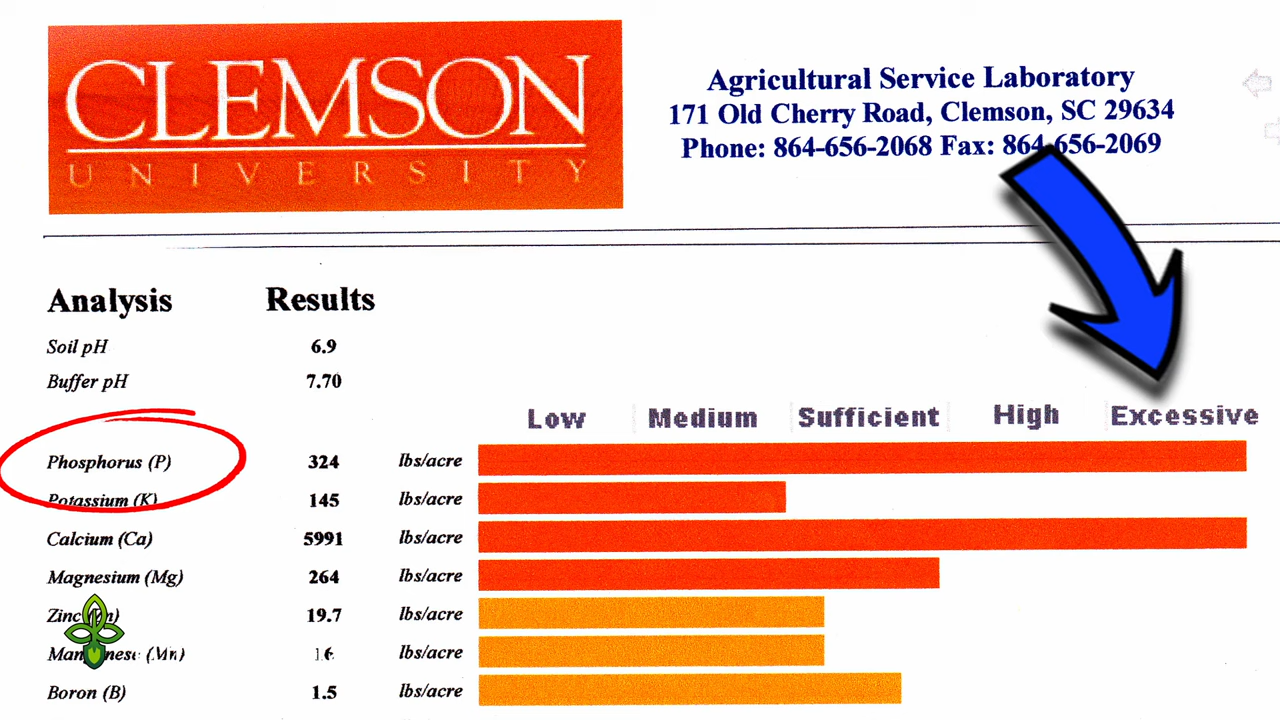 CLEMSON
UNIVERSITY
Agricultural Service Laboratory
171 Old Cherry Road, Clemson, SC 29634
Phone: 864-656-2068 Fax: 864-656-2069
Analysis Results
Soil pH 6.9
Buffer pH 7.70
Low Medium Sufficient High Excessive
Phosphorus (P) 324 lbs/acre
Potassium (K) 145 lbs/acre
Calcium (Ca) 5991 lbs/acre
Magnesium (Mg) 264 lbs/acre
Zinc 19.7 lbs/acre
(Mn) lbs/acre
Boron (B) 1.5 lbs/acre